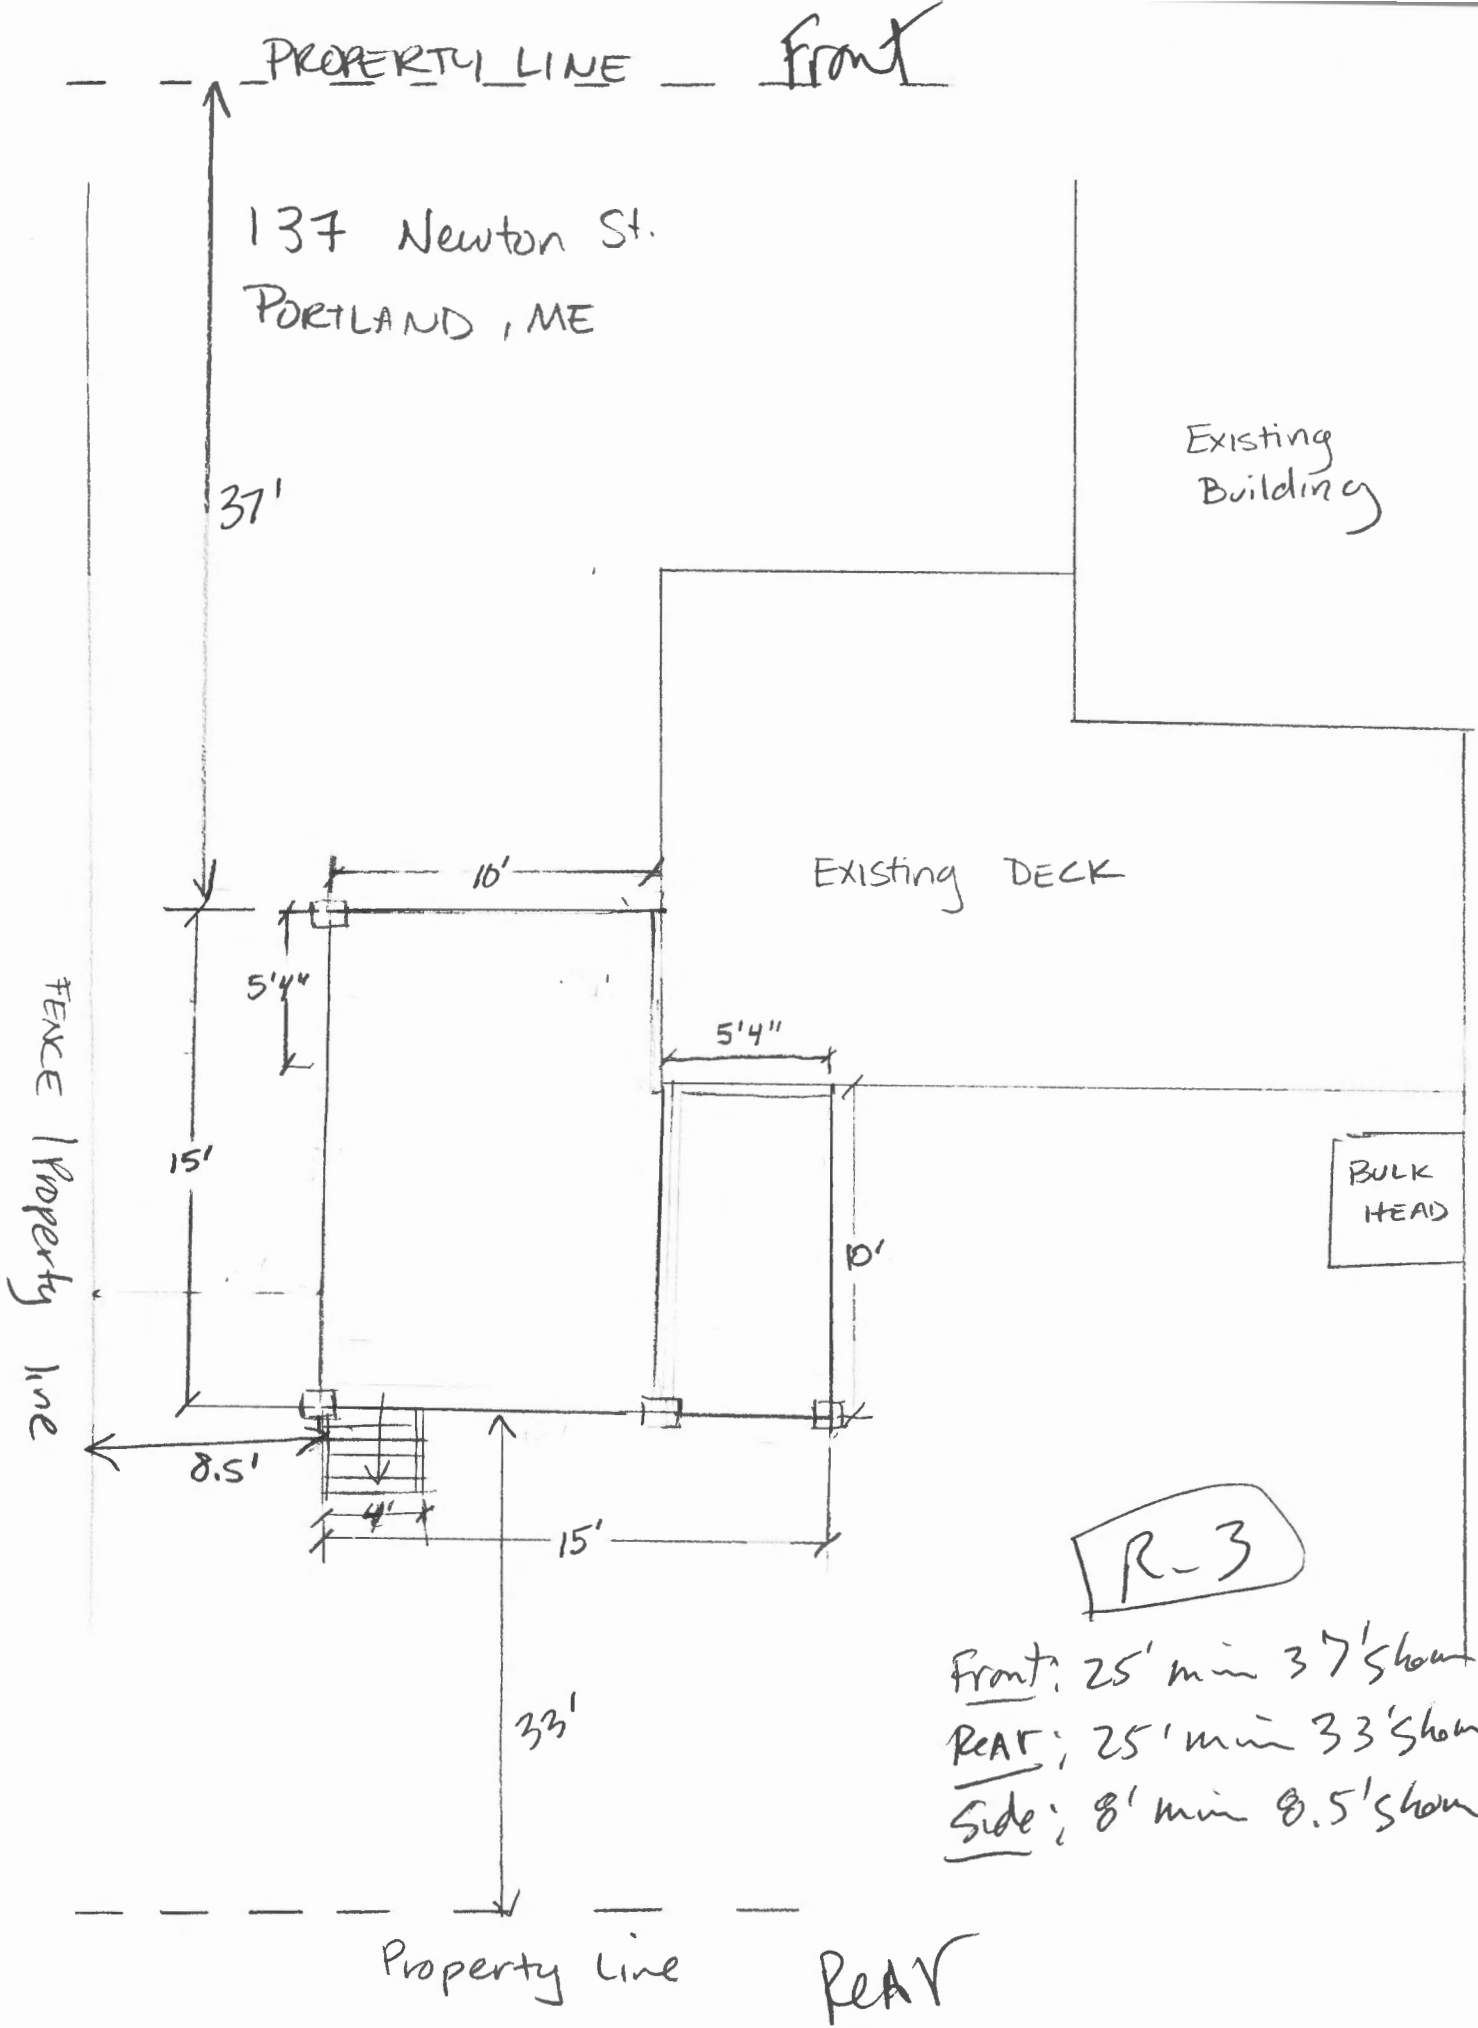 PROPERTY LINE Front
137 Newton St.
PORTLAND, ME
Existing
Building
37'
10'
Existing DECK
5'4"
5'4"
FENCE / Property line
15'
BULK
HEAD
10'
8.5'
4'
15'
R-3
Front: 25' min 37' shown
33'
ReAr: 25' min 33' show
Side: 8' min 8.5' show
Property Line ReAr